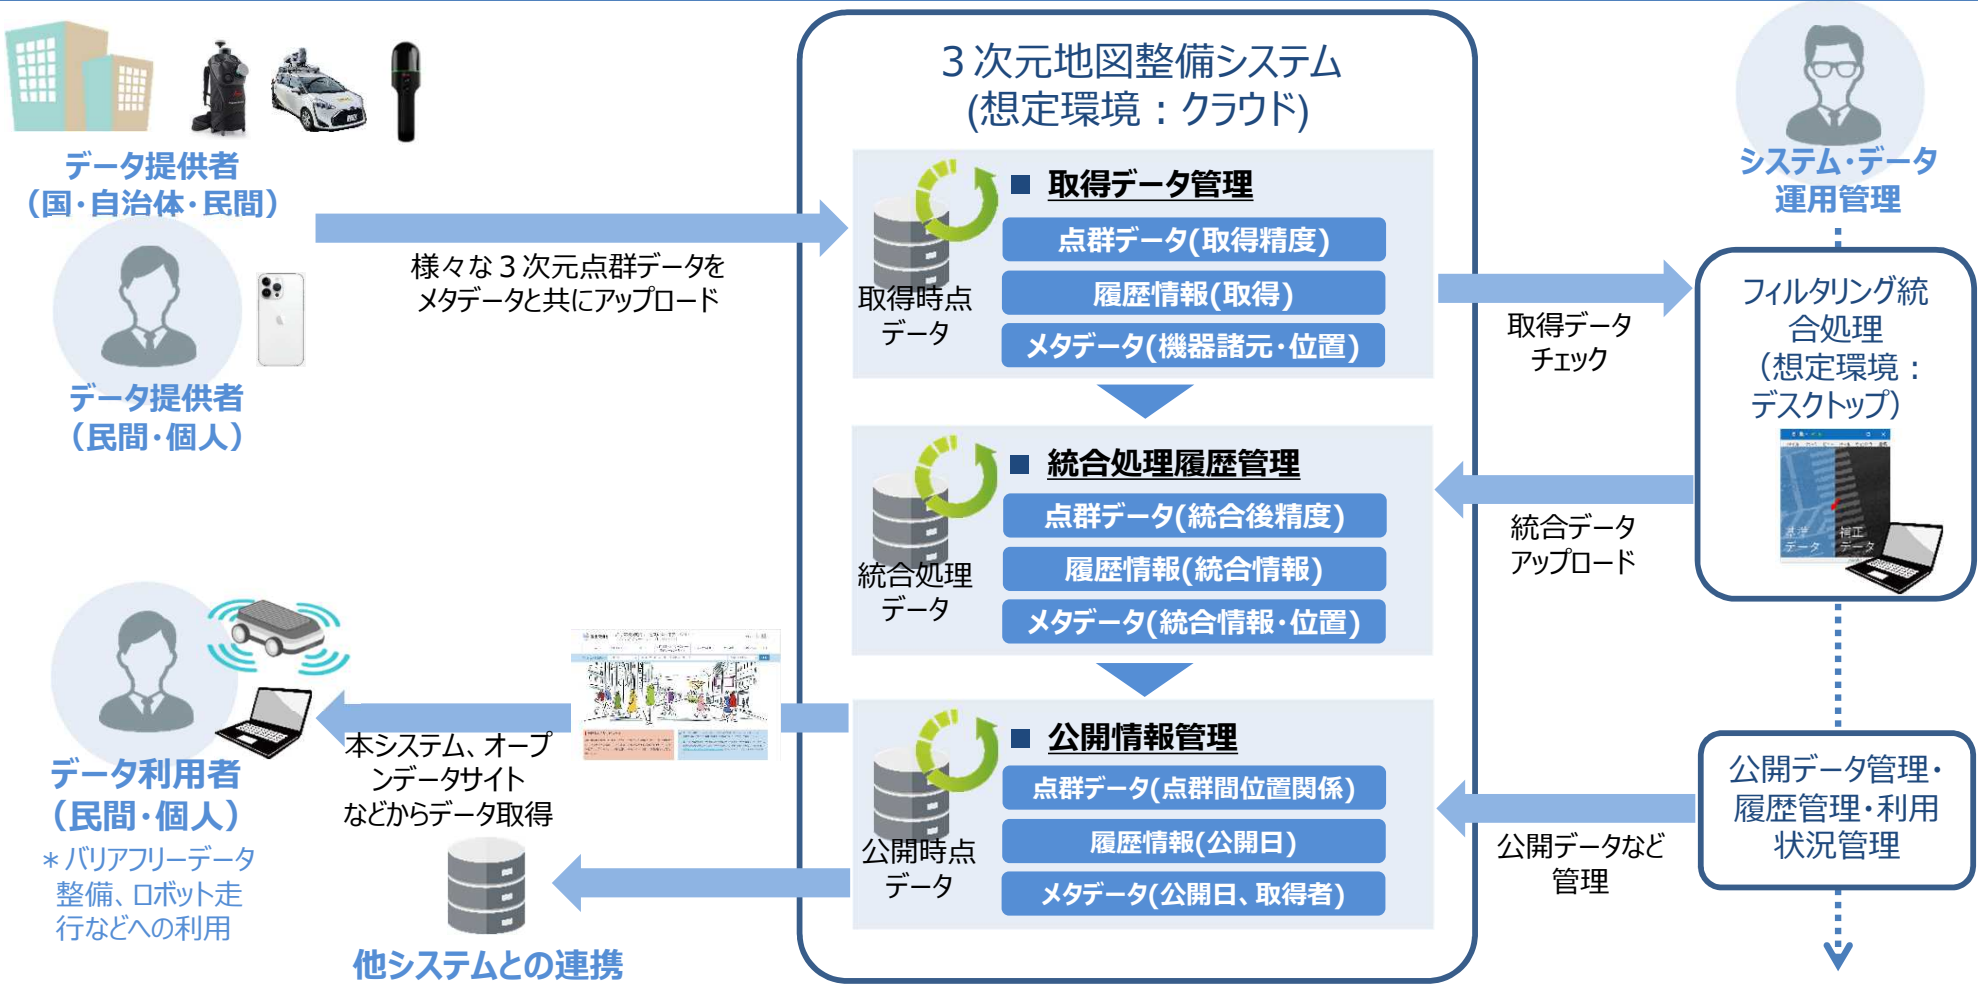 データ提供者
（国・自治体・民間）
データ提供者
（民間・個人）
様々な３次元点群データを
メタデータと共にアップロード
３次元地図整備システム
(想定環境：クラウド)
取得時点
データ
■ 取得データ管理
点群データ(取得精度)
履歴情報(取得)
メタデータ(機器諸元・位置)
統合処理
データ
■ 統合処理履歴管理
点群データ(統合後精度)
履歴情報(統合情報)
メタデータ(統合情報・位置)
公開時点
データ
■ 公開情報管理
点群データ(点群間位置関係)
履歴情報(公開日)
メタデータ(公開日、取得者)
取得データ
チェック
統合データ
アップロード
公開データなど
管理
システム・データ
運用管理
フィルタリング統
合処理
（想定環境：
デスクトップ）
基準
データ
補正
データ
公開データ管理・
履歴管理・利用
状況管理
データ利用者
（民間・個人）
＊バリアフリーデータ
整備、ロボット走
行などへの利用
本システム、オープ
ンデータサイト
などからデータ取得
他システムとの連携